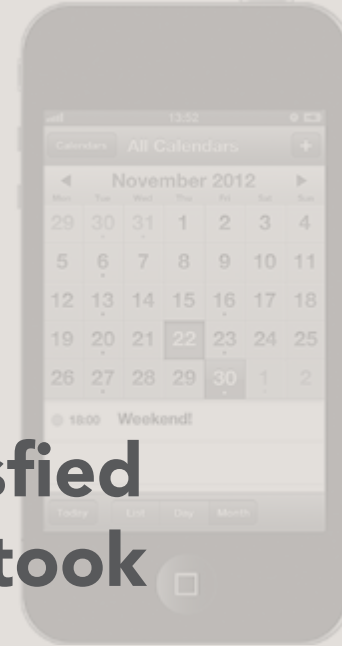 13:52
Calendars All Calendars +
◀ November 2012 ▶
Mon Tue Wed Thu Fri Sat Sun
29 30 31 1 2 3 4
5 6 7 8 9 10 11
12 13 14 15 16 17 18
19 20 21 22 23 24 25
26 27 28 29 30 1 2
18:00 Weekend!
sfied
Today List Day Month
took